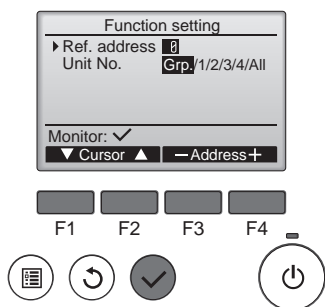 Function setting
Ref. address 0
Unit No. Grp./1/2/3/4/All
Monitor: ✓
▼ Cursor ▲ −Address+
F1 F2 F3 F4